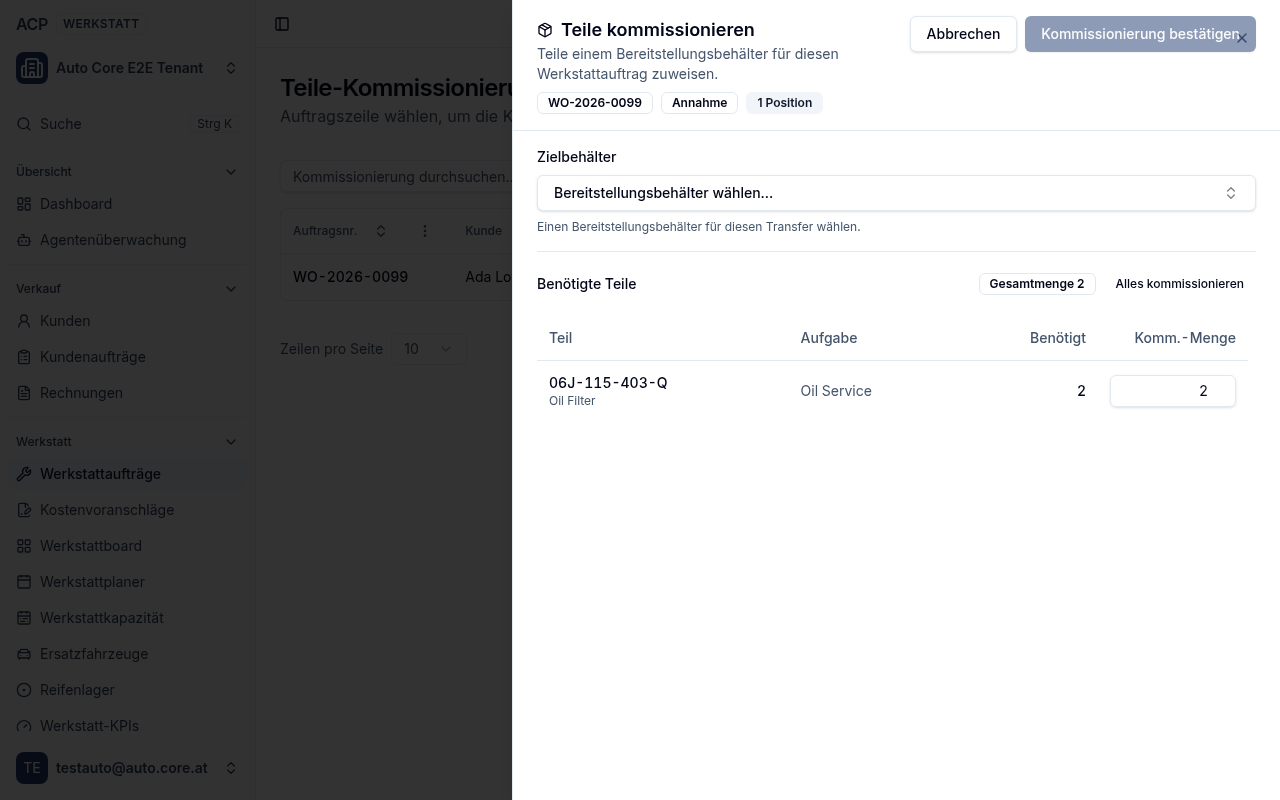 ACP WERKSTATT
Auto Core E2E Tenant
Suche Strg K
Übersicht
Dashboard
Agentenüberwachung
Verkauf
Kunden
Kundenaufträge
Rechnungen
Werkstatt
Werkstattaufträge
Kostenvoranschläge
Werkstattboard
Werkstattplaner
Werkstattkapazität
Ersatzfahrzeuge
Reifenlager
Werkstatt-KPIs
TE testauto@auto.core.at
Teile-Kommissionieru
Auftragszeile wählen, um die K
Kommissionierung durchsuchen...
Auftragsnr. Kunde
WO-2026-0099 Ada Lo
Zeilen pro Seite 10
Teile kommissionieren
Teile einem Bereitstellungsbehälter für diesen
Werkstattauftrag zuweisen.
WO-2026-0099 Annahme 1 Position
Abbrechen Kommissionierung bestätigen
Zielbehälter
Bereitstellungsbehälter wählen...
Einen Bereitstellungsbehälter für diesen Transfer wählen.
Benötigte Teile Gesamtmenge 2 Alles kommissionieren
Teil Aufgabe Benötigt Komm.-Menge
06J-115-403-Q Oil Service 2 2
Oil Filter